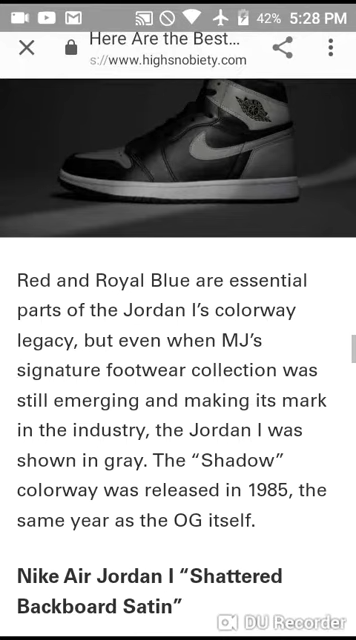 42% 5:28 PM
Here Are the Best...
s://www.highsnobiety.com
Red and Royal Blue are essential
parts of the Jordan I’s colorway
legacy, but even when MJ’s
signature footwear collection was
still emerging and making its mark
in the industry, the Jordan I was
shown in gray. The “Shadow”
colorway was released in 1985, the
same year as the OG itself.
Nike Air Jordan I “Shattered
Backboard Satin”
DU Recorder